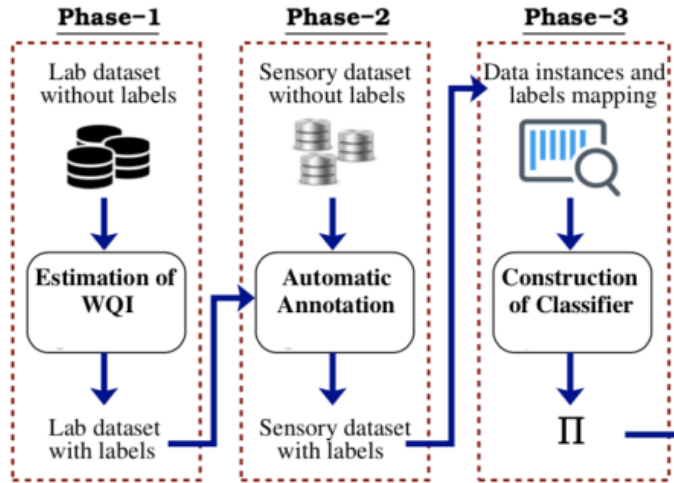 Phase-1
Lab dataset
without labels
Estimation of
WQI
Lab dataset
with labels
Phase-2
Sensory dataset
without labels
Automatic
Annotation
Sensory dataset
with labels
Phase-3
Data instances and
labels mapping
Construction
of Classifier
Π